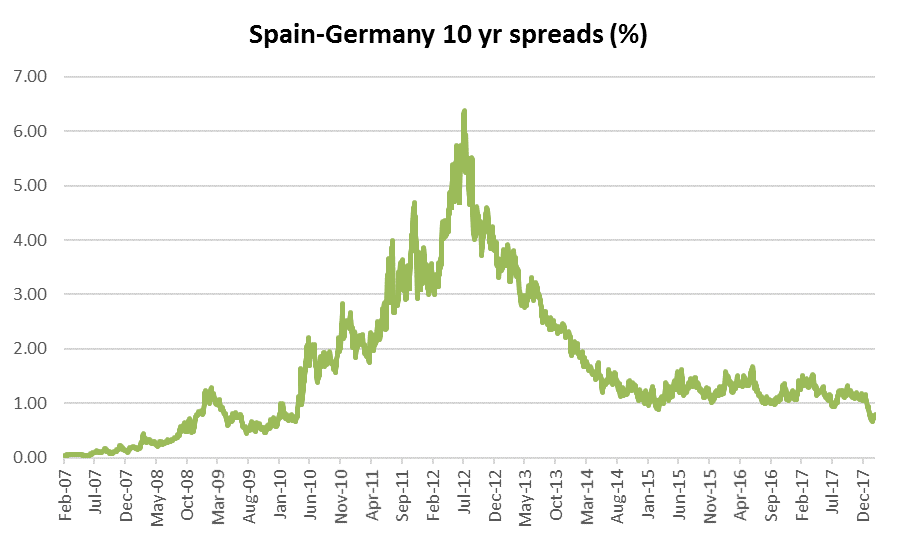 Spain-Germany 10 yr spreads (%)
7.00
6.00
5.00
4.00
3.00
2.00
1.00
0.00
Feb-07
Jul-07
Dec-07
May-08
Oct-08
Mar-09
Aug-09
Jan-10
Jun-10
Nov-10
Apr-11
Sep-11
Feb-12
Jul-12
Dec-12
May-13
Oct-13
Mar-14
Aug-14
Jan-15
Jun-15
Nov-15
Apr-16
Sep-16
Feb-17
Jul-17
Dec-17